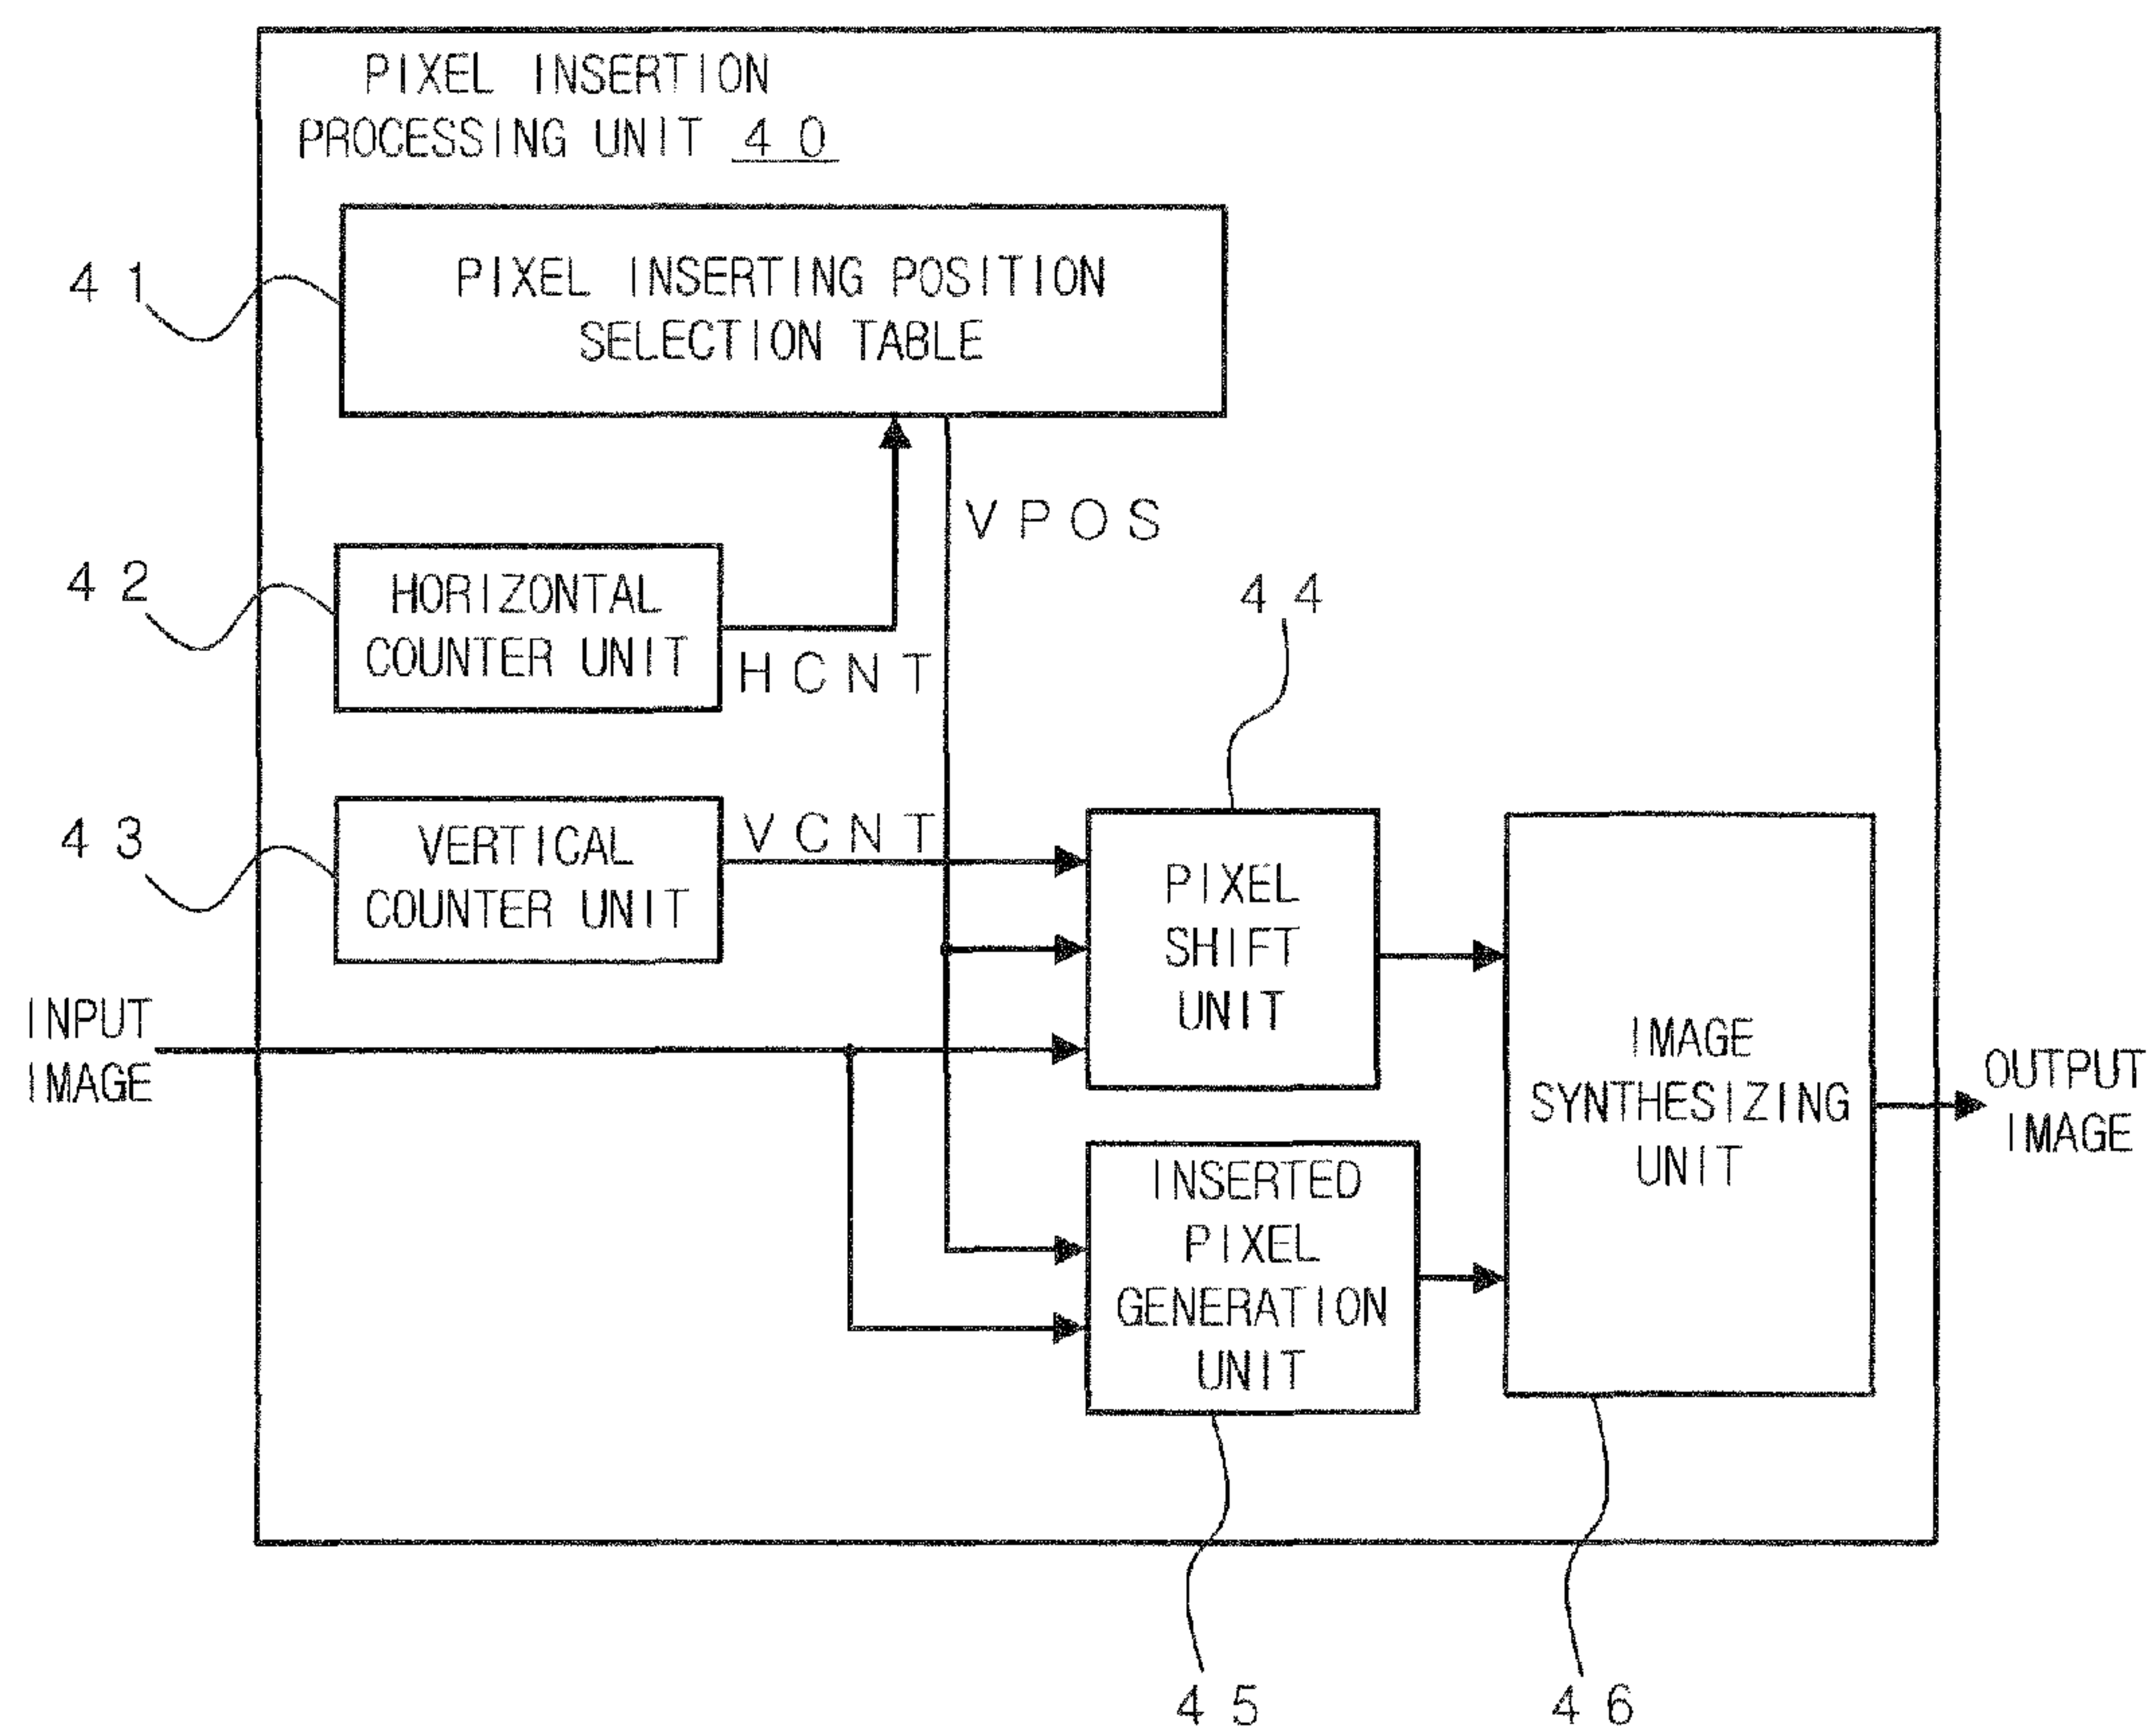 PIXEL INSERTION
PROCESSING UNIT 40
41
PIXEL INSERTING POSITION
SELECTION TABLE
VPOS
42
HORIZONTAL
COUNTER UNIT
HCNT
44
43
VERTICAL
COUNTER UNIT
VCNT
PIXEL
SHIFT
UNIT
INPUT
IMAGE
IMAGE
SYNTHESIZING
UNIT
OUTPUT
IMAGE
INSERTED
PIXEL
GENERATION
UNIT
45
46